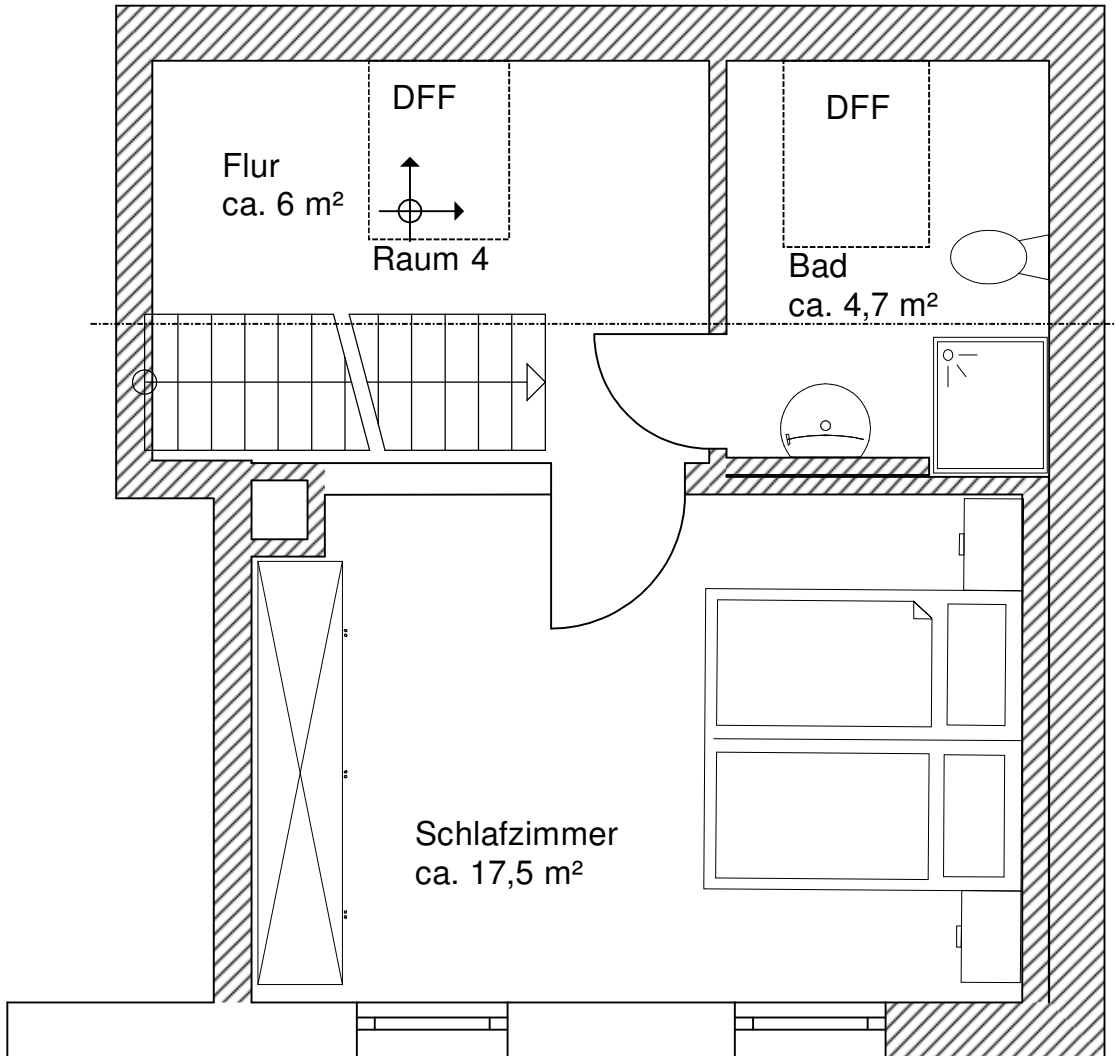 DFF
Flur
ca. 6 m²
Raum 4
DFF
Bad
ca. 4,7 m²
Schlafzimmer
ca. 17,5 m²